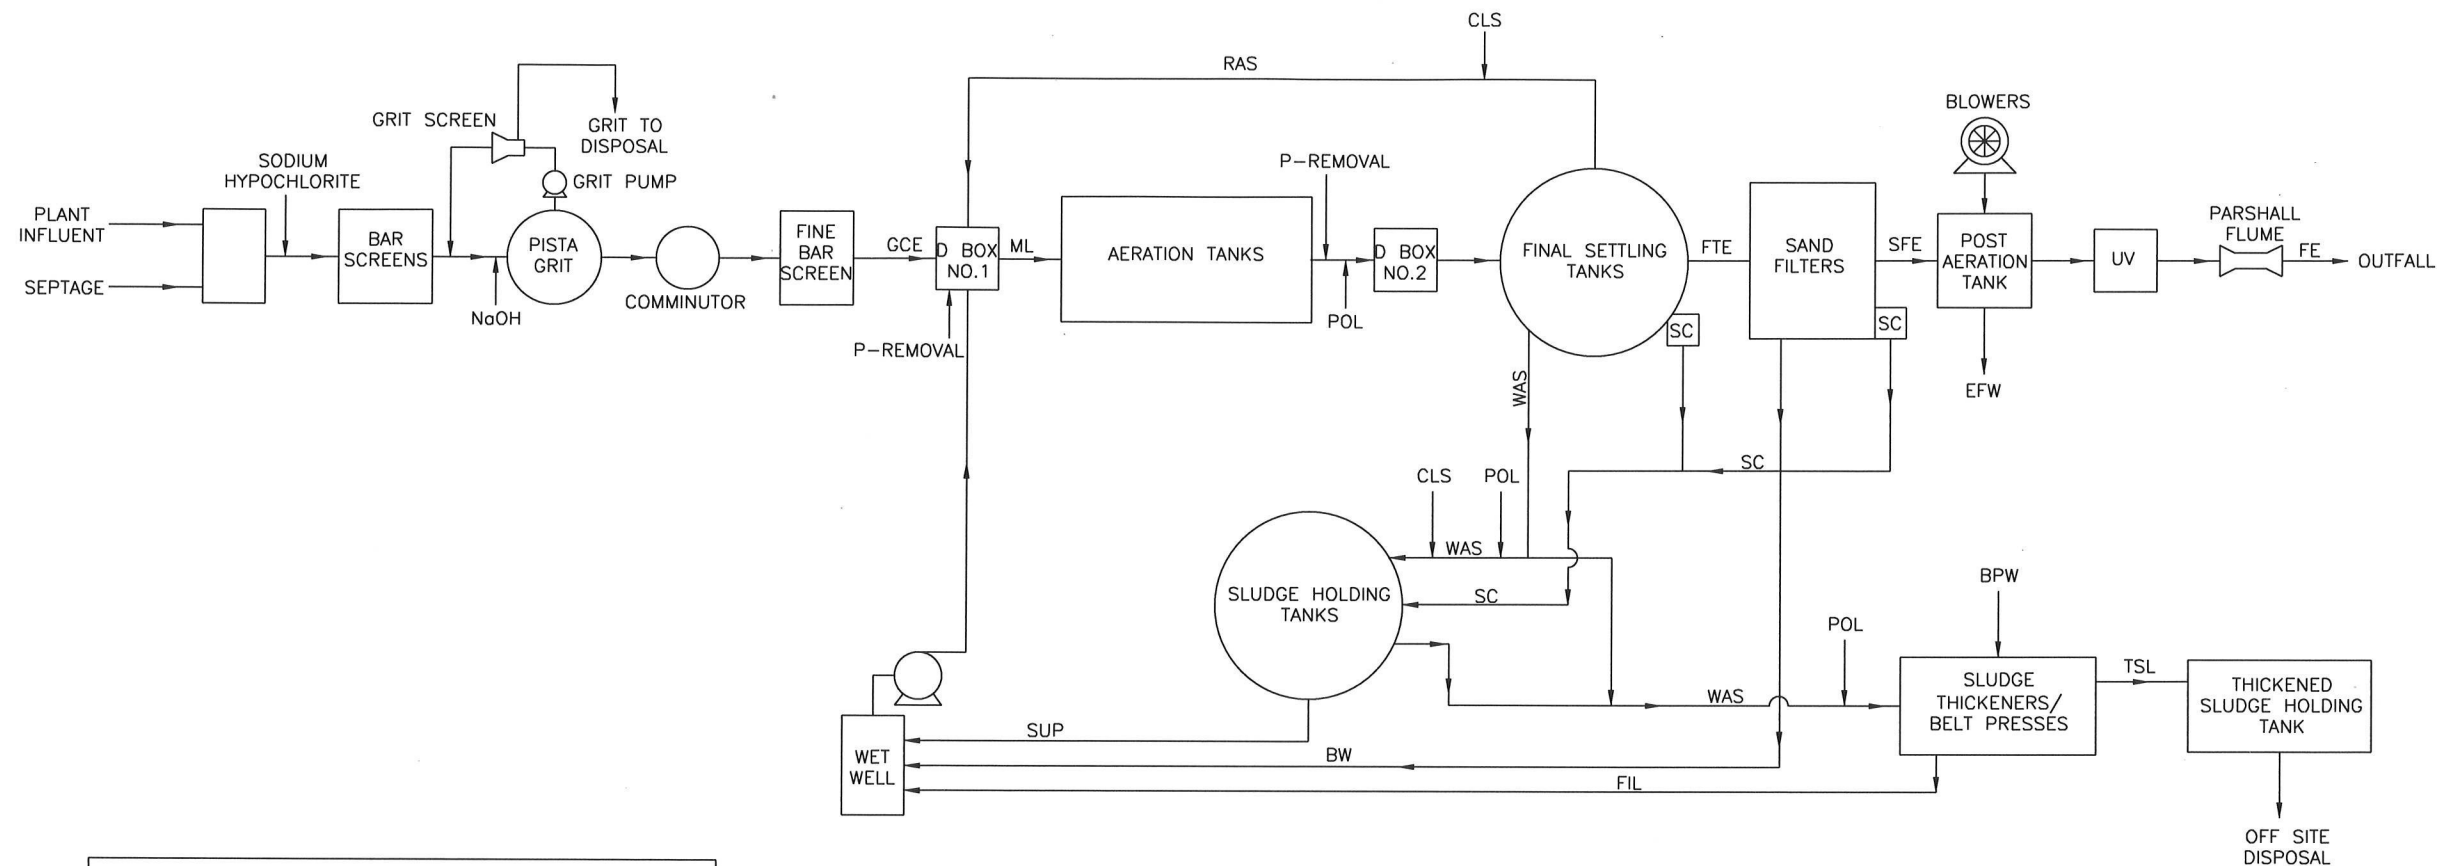 CLS
RAS
BLOWERS
GRIT SCREEN
GRIT TO
DISPOSAL
SODIUM
HYPOCHLORITE
GRIT PUMP
P-REMOVAL
PLANT
INFLUENT
SEPTAGE
BAR
SCREENS
NaOH
PISTA
GRIT
COMMINUTOR
FINE
BAR
SCREEN
GCE
D BOX
NO.1
ML
P-REMOVAL
AERATION TANKS
POL
D BOX
NO.2
FINAL SETTLING
TANKS
FTE
SAND
FILTERS
SFE
POST
AERATION
TANK
UV
PARSHALL
FLUME
FE
OUTFALL
SC
SC
EFW
WAS
SC
CLS
POL
WAS
SC
SLUDGE HOLDING
TANKS
BPW
POL
WAS
SLUDGE
THICKENERS/
BELT PRESSES
TSL
THICKENED
SLUDGE HOLDING
TANK
SUP
BW
FIL
WET
WELL
OFF SITE
DISPOSAL